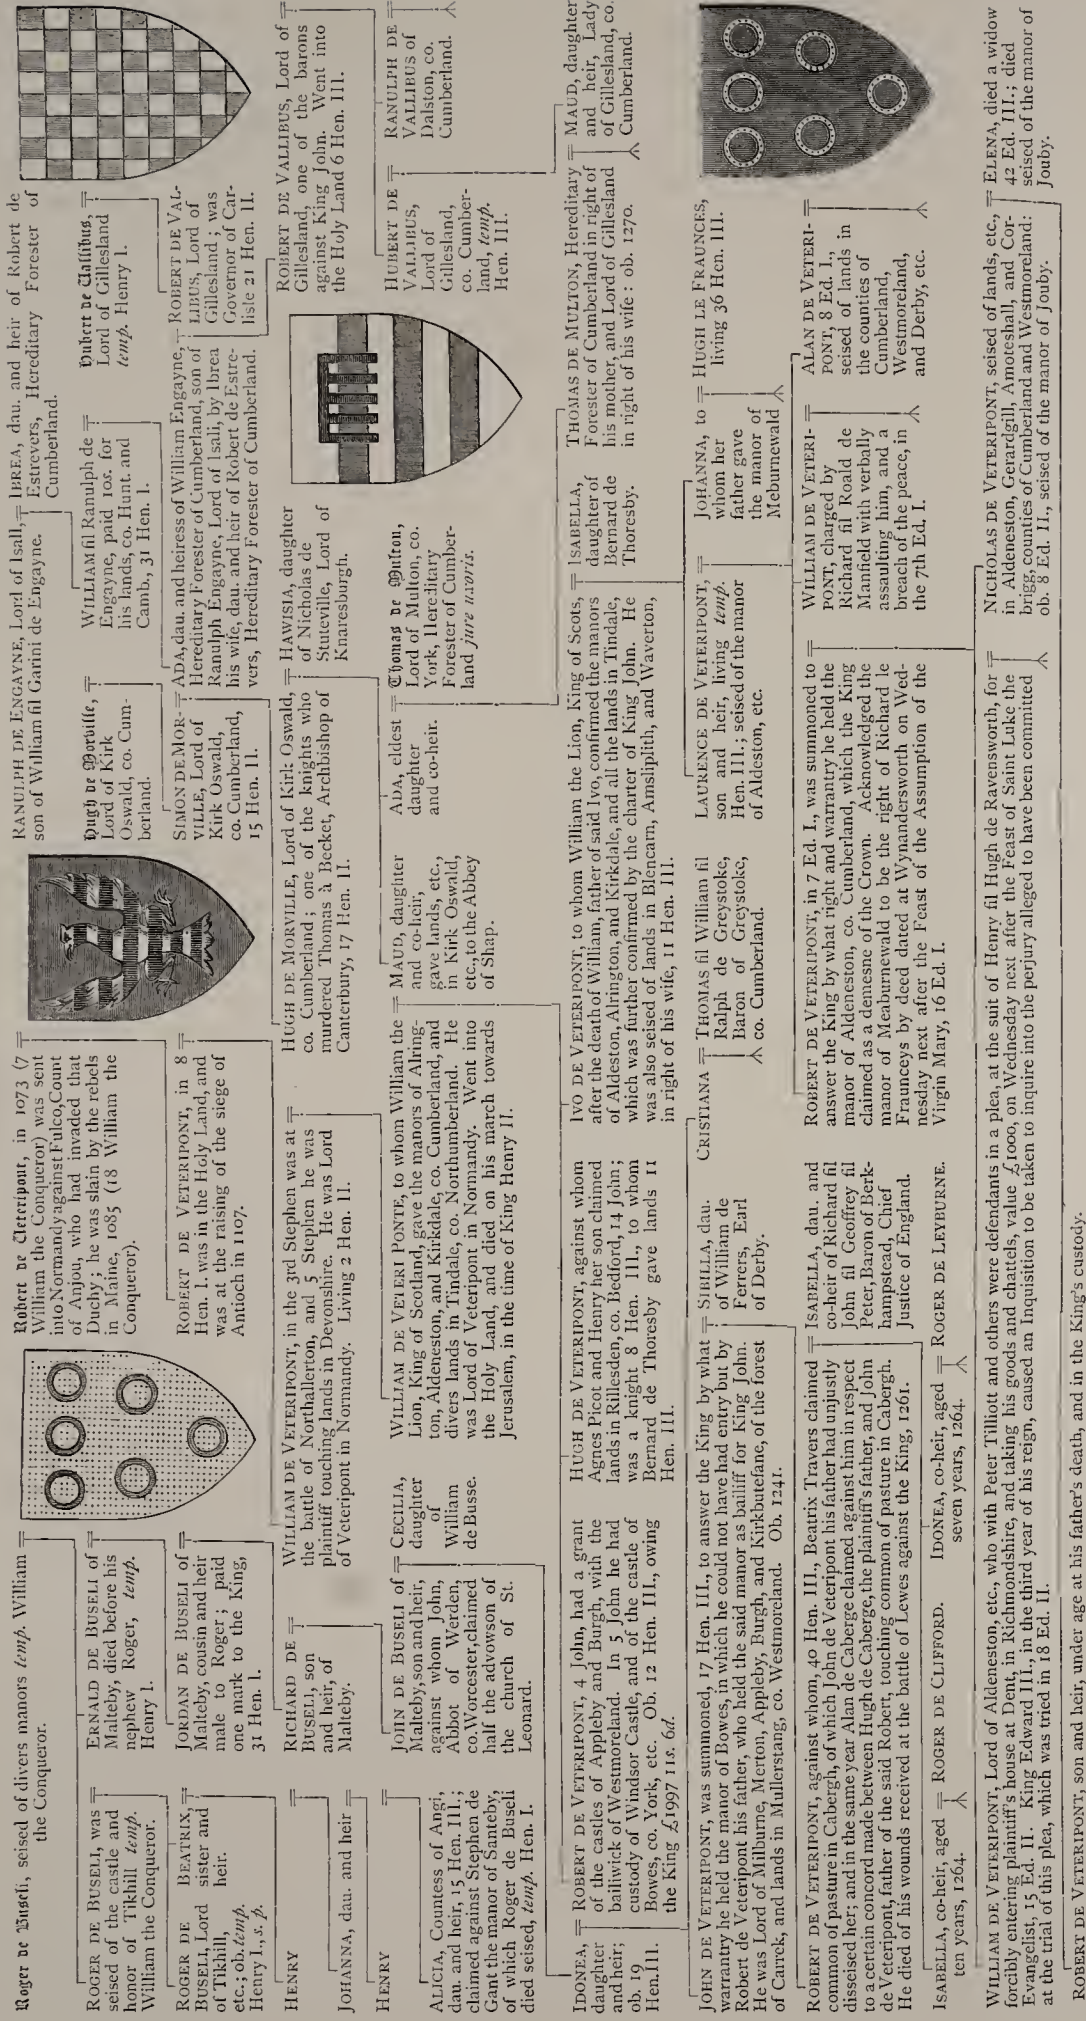 Roger de Busli, seised of divers manors temp. William
the Conqueror.
Robert de Veteripont, in 1073 (7
William the Conqueror) was sent
into Normandy against Fulco, Count
of Anjou, who had invaded that
Duchy; he was slain by the rebels
in Maine, 1085 (18 William the
Conqueror).
RANULPH DE ENGAYNE, Lord of Isall,
son of William fil Garini de Engayne.
IBREA, dau. and heir of Robert de
Estrevers, Hereditary Forester of
Cumberland.
ROGER DE BUSELI, was
seised of the castle and
honor of Tikhill temp.
William the Conqueror.
ERNALD DE BUSELI of
Malteby, died before his
nephew Roger, temp.
Henry I.
Hugh de Morville,
Lord of Kirk
Oswald, co. Cum-
berland.
WILLIAM fil Ranulph de
Engayne, paid 10s. for
his lands, co. Hunt. and
Camb., 31 Hen. I.
Hubert de Vallibus,
Lord of Gillesland
temp. Henry I.
ROGER DE
BUSELI, Lord
of Tikhill,
etc.; ob. temp.
Henry I., s. p.
BEATRIX,
sister and
heir.
JORDAN DE BUSELI of
Malteby, cousin and heir
male to Roger; paid
one mark to the King,
31 Hen. I.
ROBERT DE VETERIPONT, in 8
Hen. I. was in the Holy Land, and
was at the raising of the siege of
Antioch in 1107.
SIMON DE MOR-
VILLE, Lord of
Kirk Oswald,
co. Cumberland,
15 Hen. II.
ADA, dau. and heiress of William Engayne,
Hereditary Forester of Cumberland, son of
Ranulph Engayne, Lord of Isall, by Ibrea
his wife, dau. and heir of Robert de Estre-
vers, Hereditary Forester of Cumberland.
ROBERT DE VAL-
LIBUS, Lord of
Gillesland; was
Governor of Car-
lisle 21 Hen. II.
HENRY
RICHARD DE
BUSELI, son
and heir, of
Malteby.
WILLIAM DE VETERIPONT, in the 3rd Stephen was at
the battle of Northallerton, and 5 Stephen he was
plaintiff touching lands in Devonshire. He was Lord
of Veteripont in Normandy. Living 2 Hen. II.
HUGH DE MORVILLE, Lord of Kirk Oswald,
co. Cumberland; one of the knights who
murdered Thomas à Becket, Archbishop of
Canterbury, 17 Hen. II.
HAWISIA, daughter
of Nicholas de
Stuteville, Lord of
Knaresburgh.
ROBERT DE VALLIBUS, Lord of
Gillesland, one of the barons
against King John. Went into
the Holy Land 6 Hen. III.
JOHANNA, dau. and heir
HENRY
JOHN DE BUSELI of
Malteby, son and heir,
against whom John,
Abbot of Werden,
co. Worcester, claimed
half the advowson of
the church of St.
Leonard.
CECILIA,
daughter
of
William
de Busse.
WILLIAM DE VETERI PONTE, to whom William the
Lion, King of Scotland, gave the manors of Alring-
ton, Aldeneston, and Kirkdale, co. Cumberland, and
divers lands in Tindale, co. Northumberland. He
was Lord of Veteripont in Normandy. Went into
the Holy Land, and died on his march towards
Jerusalem, in the time of King Henry II.
MAUD, daughter
and co-heir,
gave lands, etc.,
in Kirk Oswald,
etc., to the Abbey
of Shap.
ADA, eldest
daughter
and co-heir.
Thomas de Multon,
Lord of Multon, co.
York, Hereditary
Forester of Cumber-
land jure uxoris.
HUBERT DE
VALLIBUS,
Lord of
Gillesland,
co. Cumber-
land, temp.
Hen. III.
RANULPH DE
VALLIBUS of
Dalston, co.
Cumberland.
ALICIA, Countess of Angi,
dau. and heir, 15 Hen. III.;
claimed against Stephen de
Gant the manor of Santeby,
of which Roger de Buseli
died seised, temp. Hen. I.
IDONEA,
daughter
and heir;
ob. 19
Hen. III.
ROBERT DE VETERIPONT, 4 John, had a grant
of the castles of Appleby and Burgh, with the
bailiwick of Westmoreland. In 5 John he had
custody of Windsor Castle, and of the castle of
Bowes, co. York, etc. Ob. 12 Hen. III., owing
the King £1997 11s. 6d.
HUGH DE VETERIPONT, against whom
Agnes Picot and Henry her son claimed
lands in Rillesden, co. Bedford, 14 John;
was a knight 8 Hen. III., to whom
Bernard de Thoresby gave lands 11
Hen. III.
IVO DE VETERIPONT, to whom William the Lion, King of Scots,
after the death of William, father of said Ivo, confirmed the manors
of Aldeston, Alrington, and Kirkdale, and all the lands in Tindale,
which was further confirmed by the charter of King John. He
was also seised of lands in Blencarn, Amsliplith, and Waverton,
in right of his wife, 11 Hen. III.
ISABELLA,
daughter of
Bernard de
Thoresby.
THOMAS DE MULTON, Hereditary
Forester of Cumberland in right of
his mother, and Lord of Gillesland
in right of his wife: ob. 1270.
MAUD, daughter
and heir, Lady
of Gillesland, co.
Cumberland.
JOHN DE VETERIPONT, was summoned, 17 Hen. III., to answer the King by what
warranty he held the manor of Bowes, in which he could not have had entry but by
Robert de Veteripont his father, who held the said manor as bailiff for King John.
He was Lord of Milburne, Merton, Appleby, Burgh, and Kirkbutefane, of the forest
of Carrek, and lands in Mullerstang, co. Westmoreland. Ob. 1241.
SIBILLA, dau.
of William de
Ferrers, Earl
of Derby.
CRISTIANA
THOMAS fil William fil
Ralph de Greystoke,
Baron of Greystoke,
co. Cumberland.
LAURENCE DE VETERIPONT,
son and heir, living temp.
Hen. III.; seised of the manor
of Aldeston, etc.
JOHANNA, to
whom her
father gave
the manor of
Meburnewald
HUGH LE FRAUNCES,
living 36 Hen. III.
ROBERT DE VETERIPONT, against whom, 40 Hen. III., Beatrix Travers claimed
common of pasture in Cabergh, of which John de Veteripont his father had unjustly
disseised her; and in the same year Alan de Caberge claimed against him in respect
to a certain concord made between Hugh de Caberge, the plaintiff's father, and John
de Veteripont, father of the said Robert, touching common of pasture in Cabergh.
He died of his wounds received at the battle of Lewes against the King, 1261.
ISABELLA, dau. and
co-heir of Richard fil
John fil Geoffrey fil
Peter, Baron of Berk-
hampstead, Chief
Justice of England.
ROBERT DE VETERIPONT, in 7 Ed. I., was summoned to
answer the King by what right and warranty he held the
manor of Aldeneston, co. Cumberland, which the King
claimed as a demesne of the Crown. Acknowledged the
manor of Meaburnewald to be the right of Richard le
Fraunceys by deed dated at Wynandersworth on Wed-
nesday next after the Feast of the Assumption of the
Virgin Mary, 16 Ed. I.
WILLIAM DE VETERI-
PONT, charged by
Richard fil Roald de
Manfield with verbally
assaulting him, and a
breach of the peace, in
the 7th Ed. I.
ALAN DE VETERI-
PONT, 8 Ed. I.,
seised of lands in
the counties of
Cumberland,
Westmoreland,
and Derby, etc.
ISABELLA, co-heir, aged
ten years, 1264.
ROGER DE CLIFFORD.
IDONEA, co-heir, aged
seven years, 1264.
ROGER DE LEYBURNE.
WILLIAM DE VETERIPONT, Lord of Aldeneston, etc., who with Peter Tilliott and others were defendants in a plea, at the suit of Henry fil Hugh de Ravensworth, for
forcibly entering plaintiff's house at Dent, in Richmondshire, and taking his goods and chattels, value £1000, on Wednesday next after the Feast of Saint Luke the
Evangelist, 15 Ed. II. King Edward III., in the third year of his reign, caused an Inquisition to be taken to inquire into the perjury alleged to have been committed
at the trial of this plea, which was tried in 18 Ed. II.
NICHOLAS DE VETERIPONT, seised of lands, etc.,
in Aldeneston, Gerardgill, Amoteshall, and Cor-
brigg, counties of Cumberland and Westmoreland:
ob. 8 Ed. II., seised of the manor of Jouby.
ELENA, died a widow
42 Ed. III.; died
seised of the manor of
Jouby.
ROBERT DE VETERIPONT, son and heir, under age at his father's death, and in the King's custody.